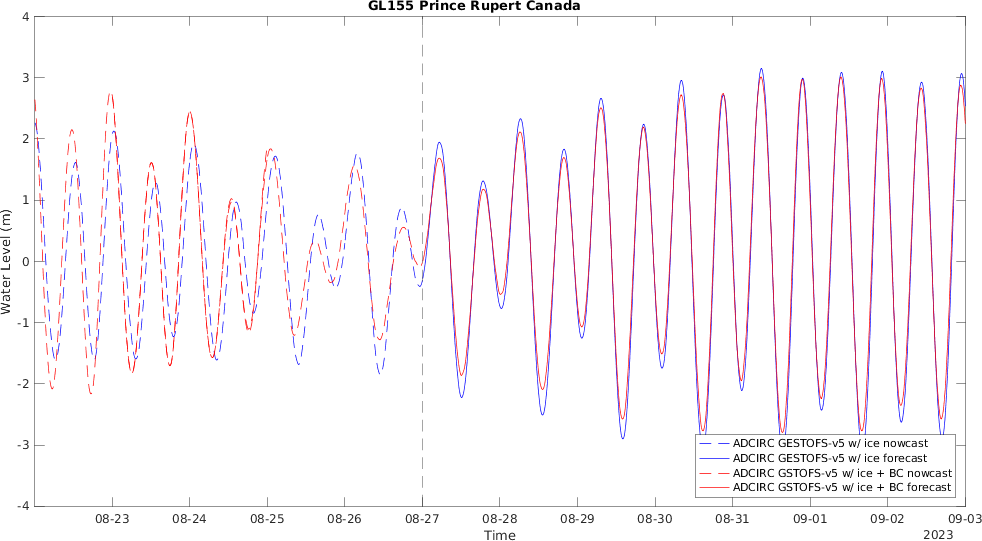 GL155 Prince Rupert Canada
4
3
2
1
0
-1
-2
-3
-4
Water Level (m)
ADCIRC GESTOFS-v5 w/ ice nowcast
ADCIRC GESTOFS-v5 w/ ice forecast
ADCIRC GSTOFS-v5 w/ ice + BC nowcast
ADCIRC GSTOFS-v5 w/ ice + BC forecast
08-23 08-24 08-25 08-26 08-27 08-28 08-29 08-30 08-31 09-01 09-02 09-03
Time
2023